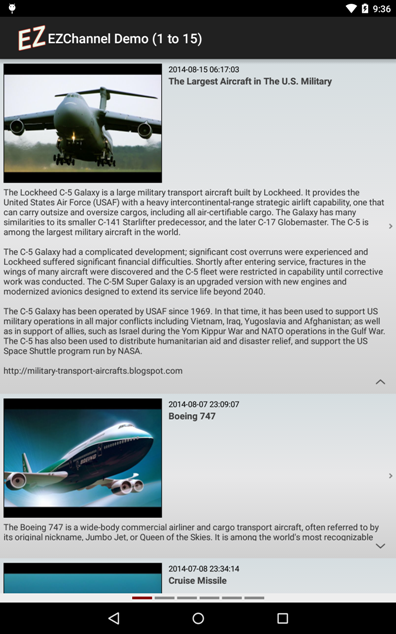 9:36
EZ EZChannel Demo (1 to 15)
2014-08-15 06:17:03
The Largest Aircraft in The U.S. Military
The Lockheed C-5 Galaxy is a large military transport aircraft built by Lockheed. It provides the
United States Air Force (USAF) with a heavy intercontinental-range strategic airlift capability, one that
can carry outsize and oversize cargos, including all air-certifiable cargo. The Galaxy has many
similarities to its smaller C-141 Starlifter predecessor, and the later C-17 Globemaster. The C-5 is
among the largest military aircraft in the world.
The C-5 Galaxy had a complicated development; significant cost overruns were experienced and
Lockheed suffered significant financial difficulties. Shortly after entering service, fractures in the
wings of many aircraft were discovered and the C-5 fleet were restricted in capability until corrective
work was conducted. The C-5M Super Galaxy is an upgraded version with new engines and
modernized avionics designed to extend its service life beyond 2040.
The C-5 Galaxy has been operated by USAF since 1969. In that time, it has been used to support US
military operations in all major conflicts including Vietnam, Iraq, Yugoslavia and Afghanistan; as well
as in support of allies, such as Israel during the Yom Kippur War and NATO operations in the Gulf War.
The C-5 has also been used to distribute humanitarian aid and disaster relief, and support the US
Space Shuttle program run by NASA.
http://military-transport-aircrafts.blogspot.com
2014-08-07 23:09:07
Boeing 747
The Boeing 747 is a wide-body commercial airliner and cargo transport aircraft, often referred to by
its original nickname, Jumbo Jet, or Queen of the Skies. It is among the world's most recognizable
2014-07-08 23:34:14
Cruise Missile